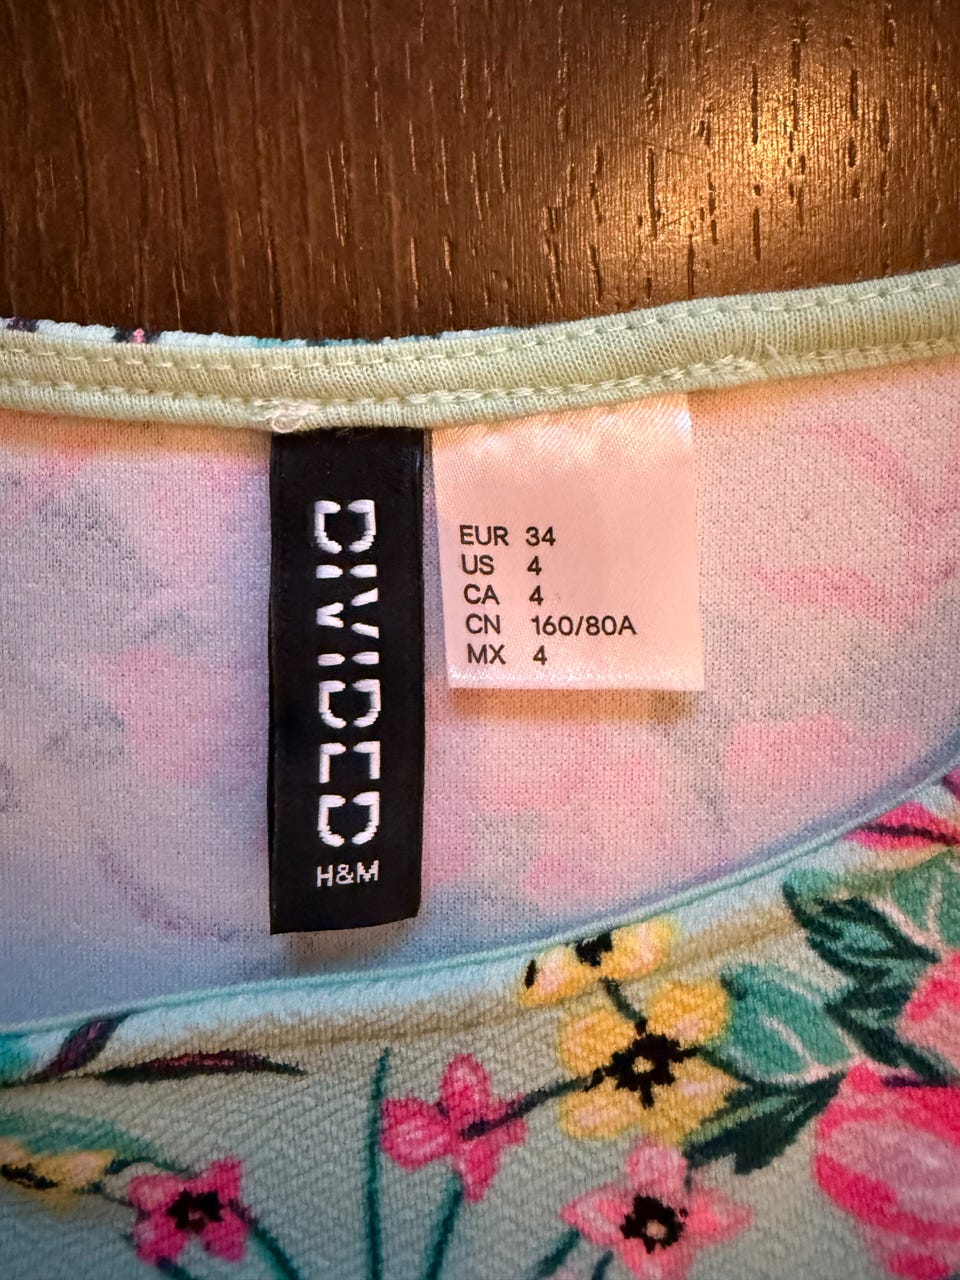 DIVIDED
H&M
EUR 34
US 4
CA 4
CN 160/80A
MX 4